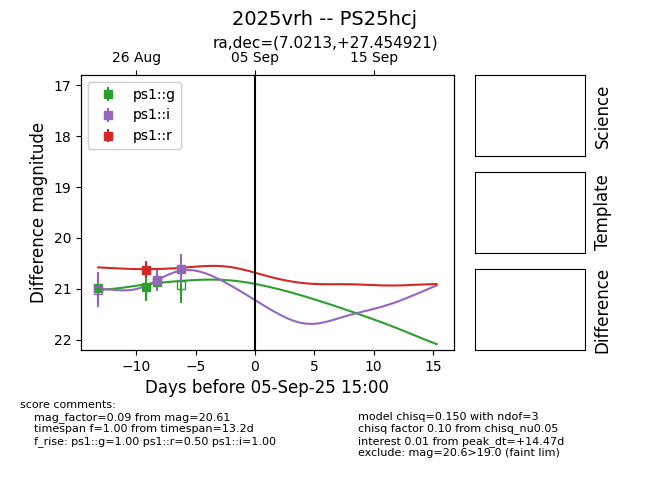 2025vrh -- PS25hcj
ra,dec=(7.0213,+27.454921)
26 Aug 05 Sep 15 Sep
ps1::g
ps1::i
ps1::r
17
18
19
20
21
22
Difference magnitude
−10 −5 0 5 10 15
Days before 05-Sep-25 15:00
Science
Template
Difference
score comments:
mag_factor=0.09 from mag=20.61
timespan f=1.00 from timespan=13.2d
f_rise: ps1::g=1.00 ps1::r=0.50 ps1::i=1.00
model chisq=0.150 with ndof=3
chisq factor 0.10 from chisq_nu0.05
interest 0.01 from peak_dt=+14.47d
exclude: mag=20.6>19.0 (faint lim)